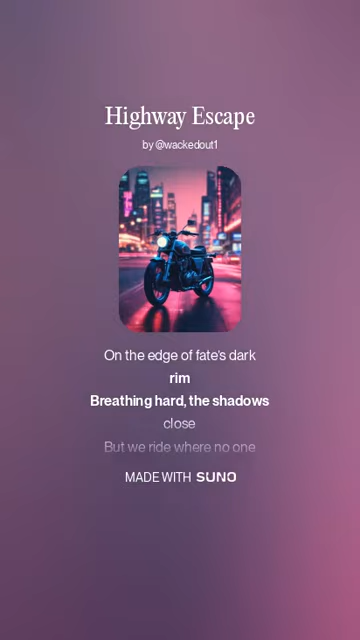 Highway Escape
by @wackedout1
On the edge of fate's dark
rim
Breathing hard, the shadows
close
But we ride where no one
MADE WITH SUNO